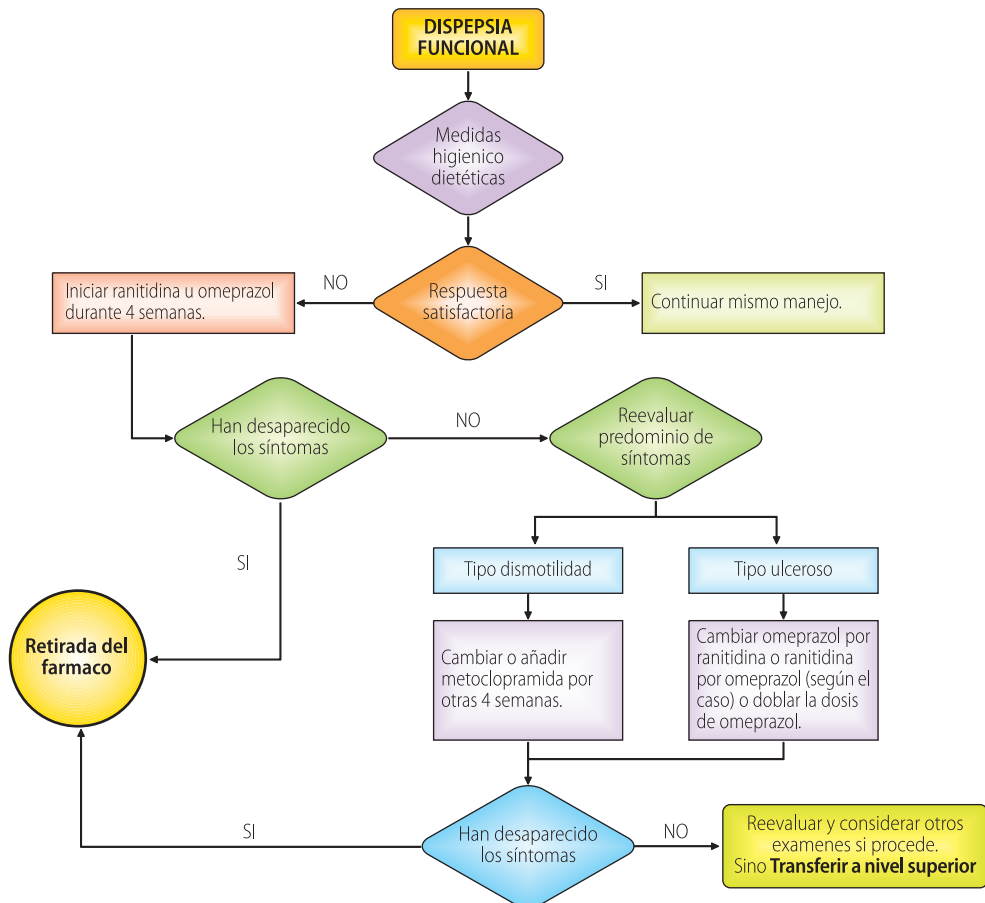 DISPEPSIA
FUNCIONAL
Medidas
higienico
dietéticas
NO
SI
Iniciar ranitidina u omeprazol
durante 4 semanas.
Respuesta
satisfactoria
Continuar mismo manejo.
Han desaparecido
los síntomas
NO
Reevaluar
predominio de
síntomas
SI
Tipo dismotilidad
Tipo ulceroso
Retirada del
farmaco
Cambiar o añadir
metoclopramida por
otras 4 semanas.
Cambiar omeprazol por
ranitidina o ranitidina
por omeprazol (según el
caso) o doblar la dosis
de omeprazol.
SI
Han desaparecido
los síntomas
NO
Reevaluar y considerar otros
examenes si procede.
Sino Transferir a nivel superior